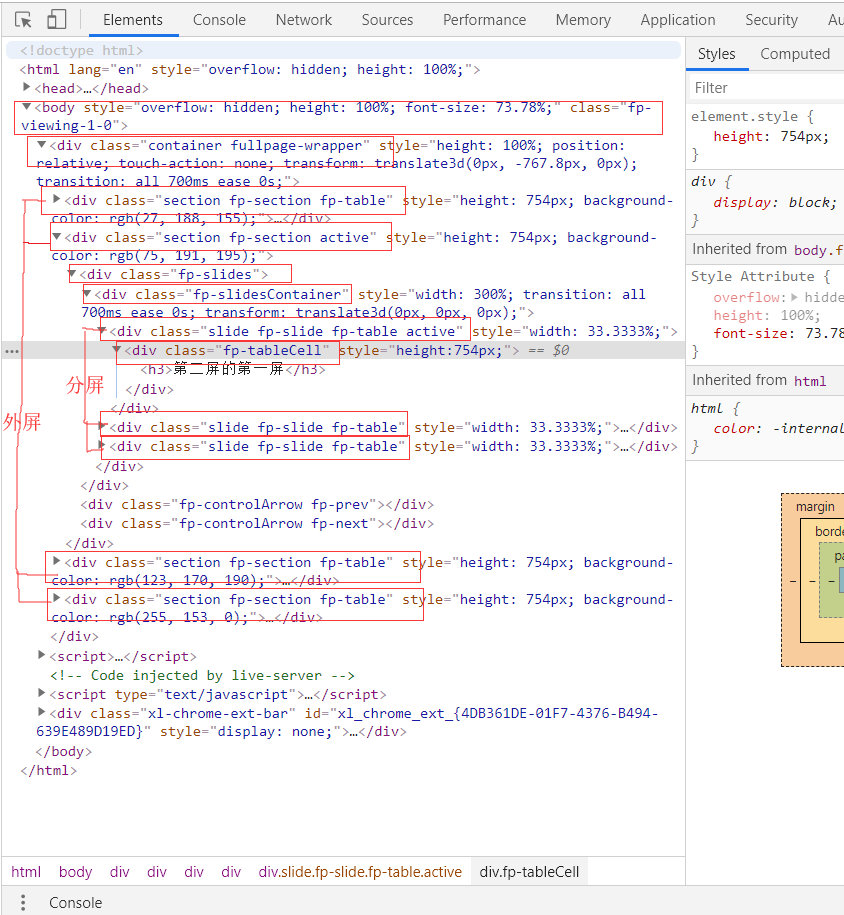 Elements Console Network Sources Performance Memory Application Security Au
<!doctype html>
<html lang="en" style="overflow: hidden; height: 100%;">
<head>…</head>
<body style="overflow: hidden; height: 100%; font-size: 73.78%;" class="fp-
viewing-1-0">
<div class="container fullpage-wrapper" style="height: 100%; position:
relative; touch-action: none; transform: translate3d(0px, -767.8px, 0px);
transition: all 700ms ease 0s;">
<div class="section fp-section fp-table" style="height: 754px; background-
color: rgb(27, 188, 155);">…</div>
<div class="section fp-section active" style="height: 754px; background-
color: rgb(75, 191, 195);">
<div class="fp-slides">
<div class="fp-slidesContainer" style="width: 300%; transition: all
700ms ease 0s; transform: translate3d(0px, 0px, 0px);">
<div class="slide fp-slide fp-table active" style="width: 33.3333%;">
<div class="fp-tableCell" style="height:754px;"> == $0
<h3>第二屏的第一屏</h3>
</div>
</div>
分屏
外屏
<div class="slide fp-slide fp-table" style="width: 33.3333%;">…</div>
<div class="slide fp-slide fp-table" style="width: 33.3333%;">…</div>
</div>
</div>
<div class="fp-controlArrow fp-prev"></div>
<div class="fp-controlArrow fp-next"></div>
</div>
<div class="section fp-section fp-table" style="height: 754px; background-
color: rgb(123, 170, 190);">…</div>
<div class="section fp-section fp-table" style="height: 754px; background-
color: rgb(255, 153, 0);">…</div>
</div>
<script>…</script>
<!-- Code injected by live-server -->
<script type="text/javascript">…</script>
<div class="xl-chrome-ext-bar" id="xl_chrome_ext_{4DB361DE-01F7-4376-B494-
639E489D19ED}" style="display: none;">…</div>
</body>
</html>
html body div div div div div.slide.fp-slide.fp-table.active div.fp-tableCell
Console
Styles Computed
Filter
element.style {
height: 754px;
}
div {
display: block;
}
Inherited from body.f
Style Attribute {
overflow: hidde
height: 100%;
font-size: 73.78
}
Inherited from html
html {
color: -internal
}
margin
borde
pa
– – –